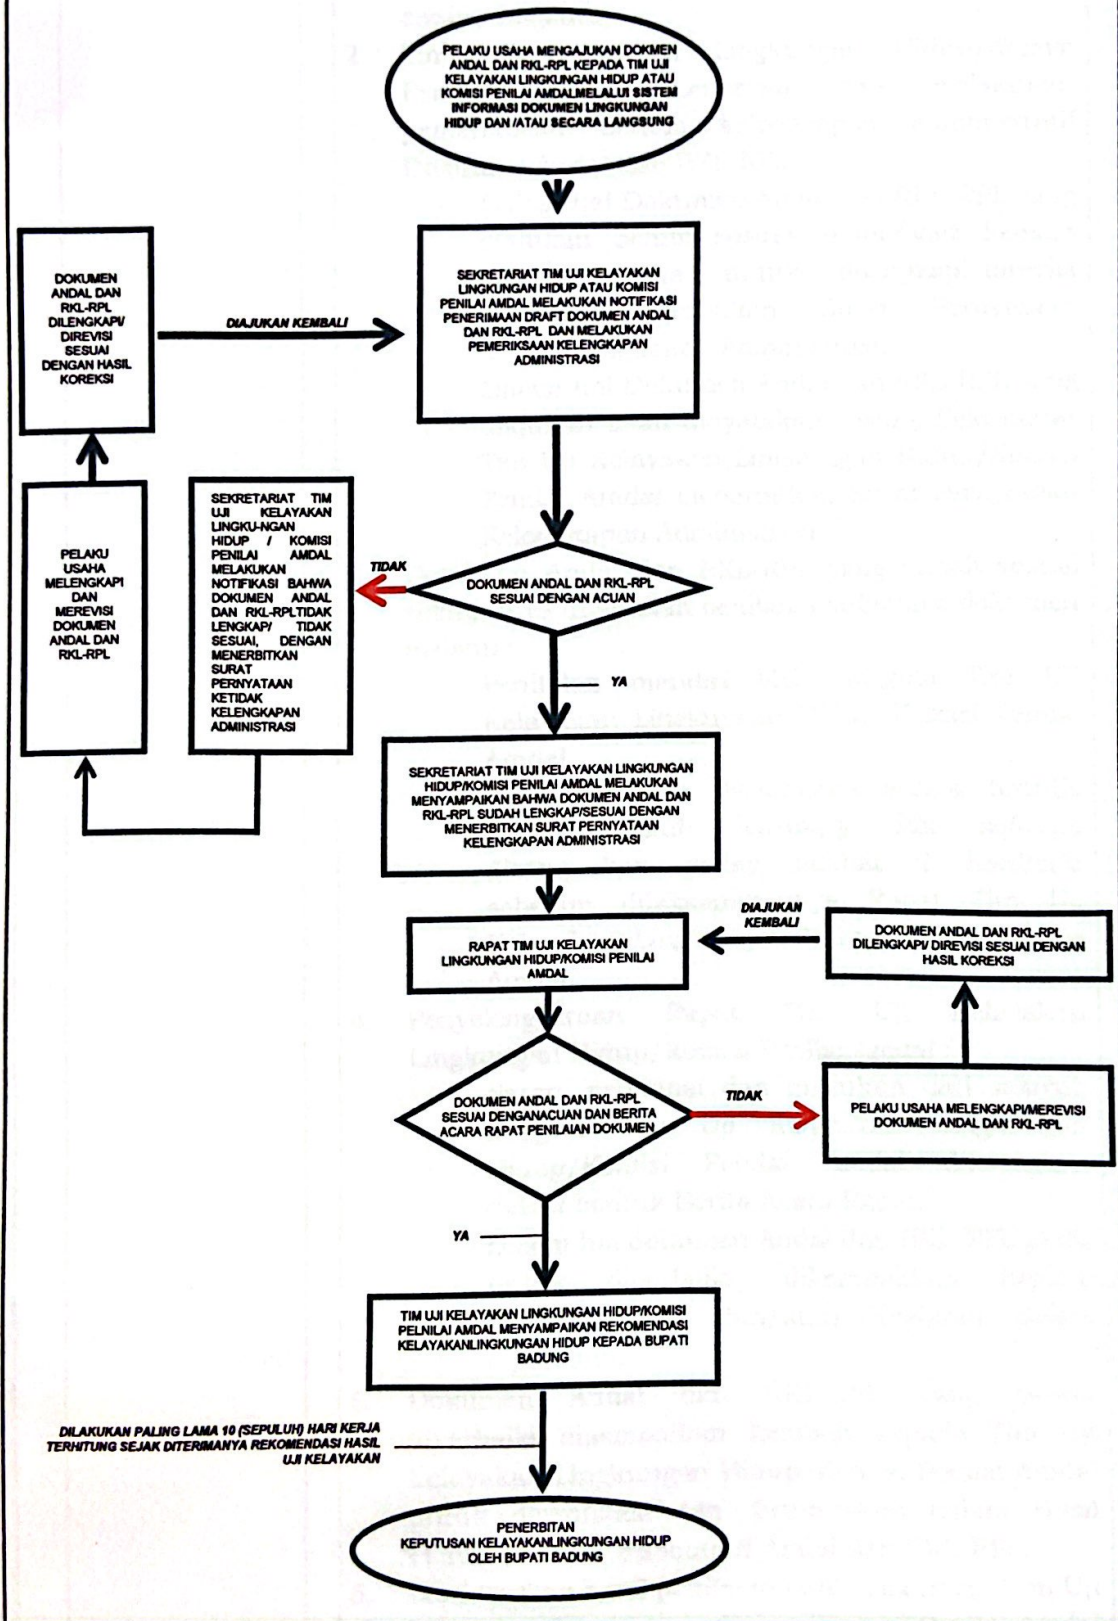 PELAKU USAHA MENGAJUKAN DOKMEN
ANDAL DAN RKL-RPL KEPADA TIM UJI
KELAYAKAN LINGKUNGAN HIDUP ATAU
KOMISI PENILAI AMDALMELALUI SISTEM
INFORMASI DOKUMEN LINGKUNGAN
HIDUP DAN /ATAU SECARA LANGSUNG
SEKRETARIAT TIM UJI KELAYAKAN
LINGKUNGAN HIDUP ATAU KOMISI
PENILAI AMDAL MELAKUKAN NOTIFIKASI
PENERIMAAN DRAFT DOKUMEN ANDAL
DAN RKL-RPL DAN MELAKUKAN
PEMERIKSAAN KELENGKAPAN
ADMINISTRASI
DOKUMEN
ANDAL DAN
RKL-RPL
DILENGKAPI/
DIREVISI
SESUAI
DENGAN HASIL
KOREKSI
DIAJUKAN KEMBALI
PELAKU
USAHA
MELENGKAPI
DAN
MEREVISI
DOKUMEN
ANDAL DAN
RKL-RPL
SEKRETARIAT TIM
UJI KELAYAKAN
LINGKU-NGAN
HIDUP / KOMISI
PENILAI AMDAL
MELAKUKAN
NOTIFIKASI BAHWA
DOKUMEN ANDAL
DAN RKL-RPLTIDAK
LENGKAP/ TIDAK
SESUAI, DENGAN
MENERBITKAN
SURAT
PERNYATAAN
KETIDAK
KELENGKAPAN
ADMINISTRASI
TIDAK
DOKUMEN ANDAL DAN RKL-RPL
SESUAI DENGAN ACUAN
YA
SEKRETARIAT TIM UJI KELAYAKAN LINGKUNGAN
HIDUP/KOMISI PENILAI AMDAL MELAKUKAN
MENYAMPAIKAN BAHWA DOKUMEN ANDAL DAN
RKL-RPL SUDAH LENGKAP/SESUAI DENGAN
MENERBITKAN SURAT PERNYATAAN
KELENGKAPAN ADMINISTRASI
RAPAT TIM UJI KELAYAKAN
LINGKUNGAN HIDUP/KOMISI PENILAI
AMDAL
DIAJUKAN
KEMBALI
DOKUMEN ANDAL DAN RKL-RPL
DILENGKAPI/ DIREVISI SESUAI DENGAN
HASIL KOREKSI
DOKUMEN ANDAL DAN RKL-RPL
SESUAI DENGANACUAN DAN BERITA
ACARA RAPAT PENILAIAN DOKUMEN
TIDAK
PELAKU USAHA MELENGKAPI/MEREVISI
DOKUMEN ANDAL DAN RKL-RPL
YA
TIM UJI KELAYAKAN LINGKUNGAN HIDUP/KOMISI
PELNILAI AMDAL MENYAMPAIKAN REKOMENDASI
KELAYAKANLINGKUNGAN HIDUP KEPADA BUPATI
BADUNG
DILAKUKAN PALING LAMA 10 (SEPULUH) HARI KERJA
TERHITUNG SEJAK DITERIMANYA REKOMENDASI HASIL
UJI KELAYAKAN
PENERBITAN
KEPUTUSAN KELAYAKANLINGKUNGAN HIDUP
OLEH BUPATI BADUNG